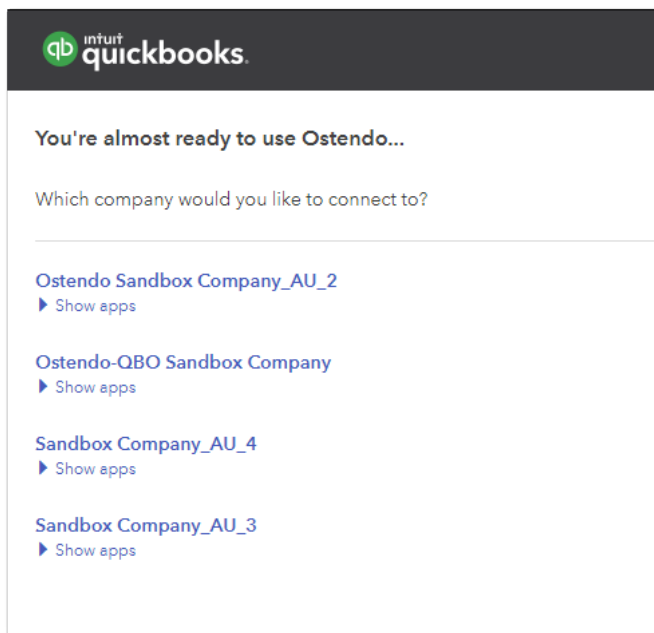 qb intuit
quickbooks.
You're almost ready to use Ostendo...
Which company would you like to connect to?
Ostendo Sandbox Company_AU_2
Show apps
Ostendo-QBO Sandbox Company
Show apps
Sandbox Company_AU_4
Show apps
Sandbox Company_AU_3
Show apps